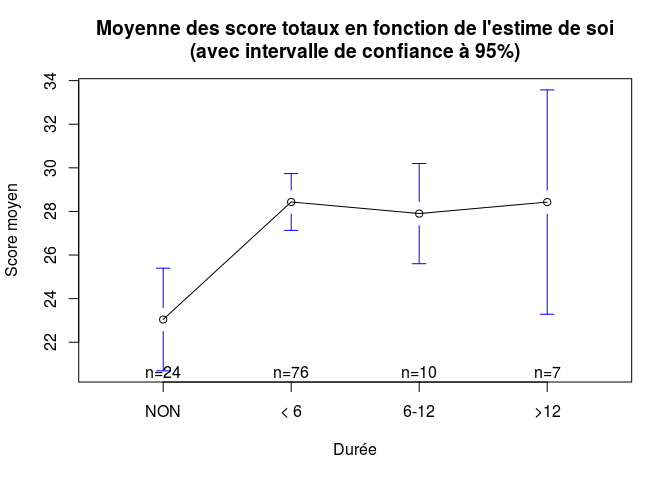 Moyenne des score totaux en fonction de l'estime de soi
(avec intervalle de confiance à 95%)
34
32
30
28
26
24
22
Score moyen
n=24 n=76 n=10 n=7
NON < 6 6-12 >12
Durée